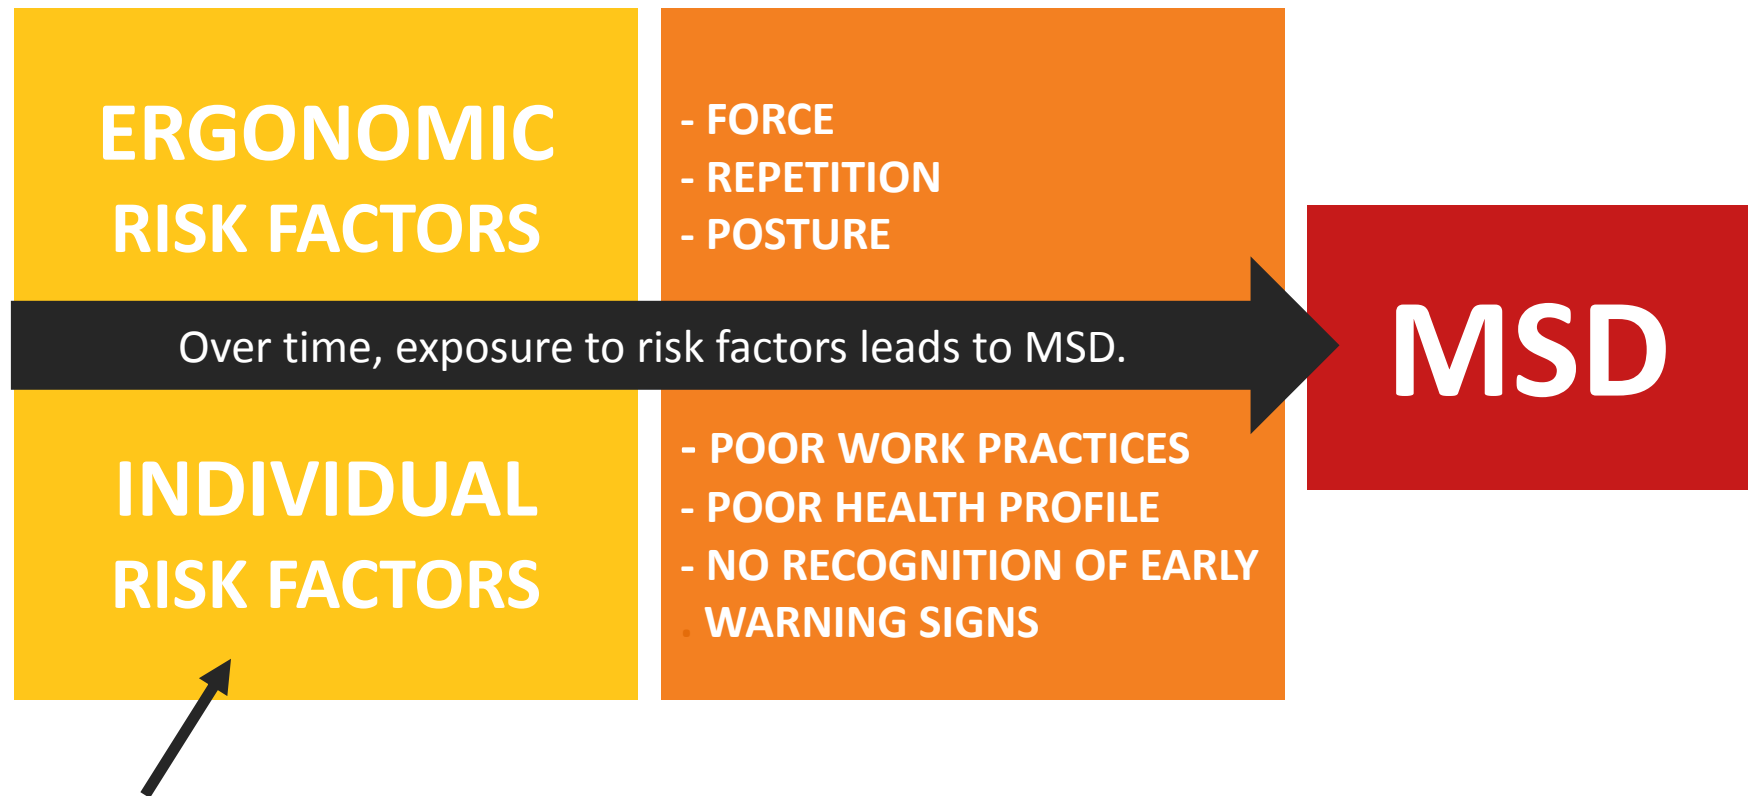 ERGONOMIC
RISK FACTORS
- FORCE
- REPETITION
- POSTURE
Over time, exposure to risk factors leads to MSD.
MSD
INDIVIDUAL
RISK FACTORS
- POOR WORK PRACTICES
- POOR HEALTH PROFILE
- NO RECOGNITION OF EARLY
. WARNING SIGNS